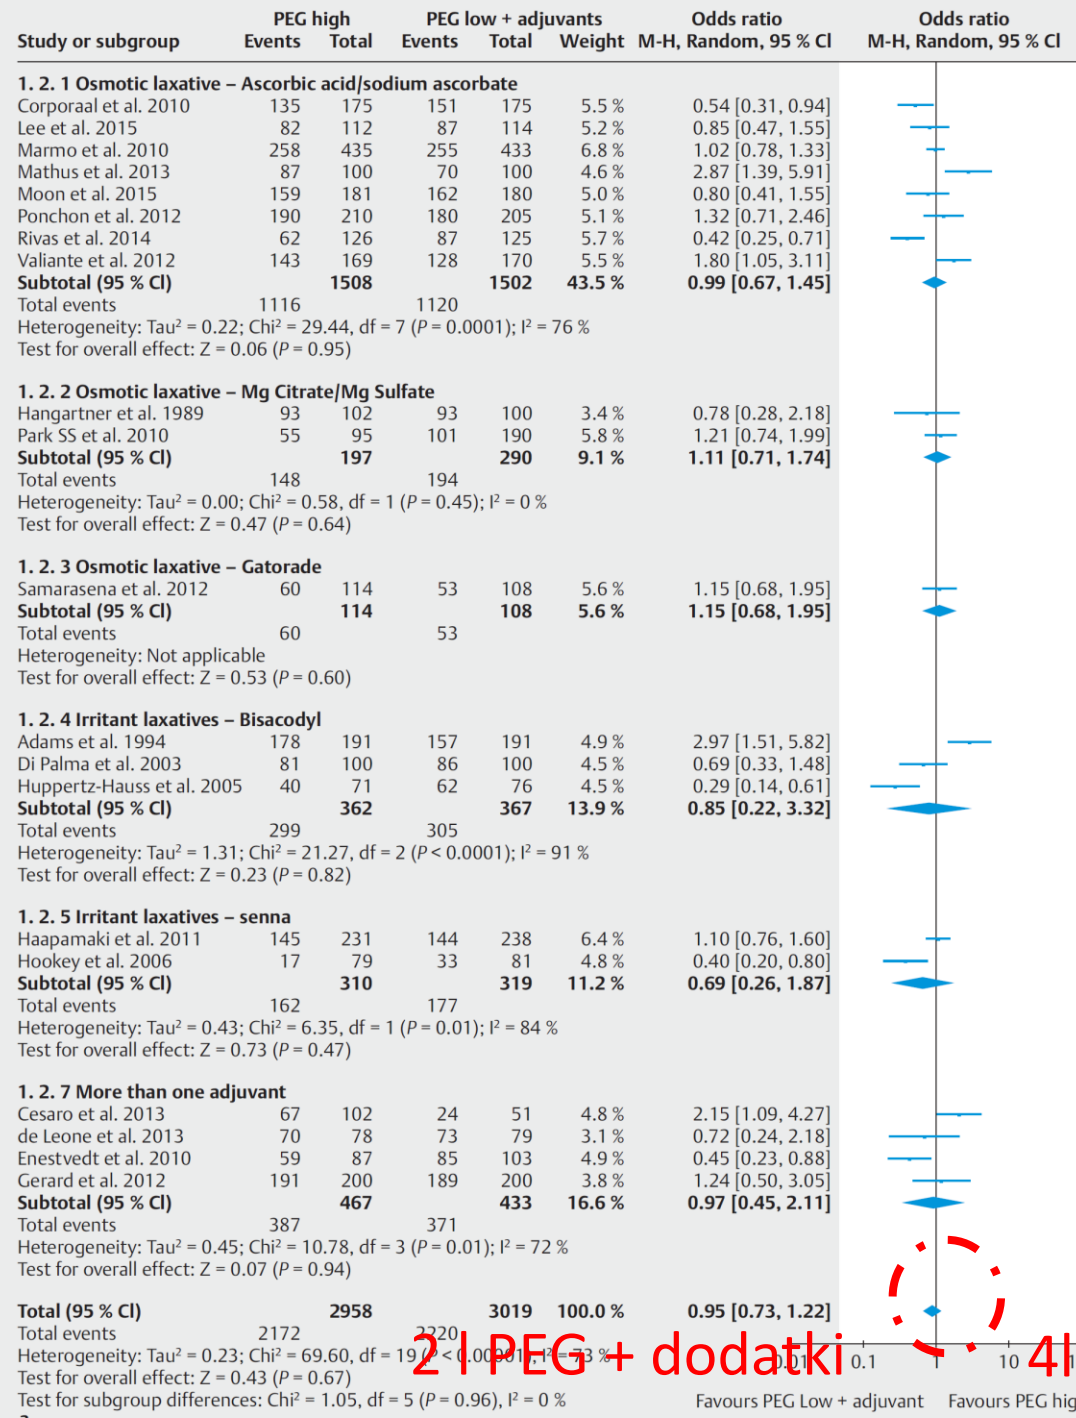 PEG high PEG low + adjuvants Odds ratio Odds ratio
Study or subgroup Events Total Events Total Weight M-H, Random, 95 % CI M-H, Random, 95 % CI
1. 2. 1 Osmotic laxative – Ascorbic acid/sodium ascorbate
Corporaal et al. 2010 135 175 151 175 5.5 % 0.54 [0.31, 0.94]
Lee et al. 2015 82 112 87 114 5.2 % 0.85 [0.47, 1.55]
Marmo et al. 2010 258 435 255 433 6.8 % 1.02 [0.78, 1.33]
Mathus et al. 2013 87 100 70 100 4.6 % 2.87 [1.39, 5.91]
Moon et al. 2015 159 181 162 180 5.0 % 0.80 [0.41, 1.55]
Ponchon et al. 2012 190 210 180 205 5.1 % 1.32 [0.71, 2.46]
Rivas et al. 2014 62 126 87 125 5.7 % 0.42 [0.25, 0.71]
Valiante et al. 2012 143 169 128 170 5.5 % 1.80 [1.05, 3.11]
Subtotal (95 % CI) 1508 1502 43.5 % 0.99 [0.67, 1.45]
Total events 1116 1120
Heterogeneity: Tau² = 0.22; Chi² = 29.44, df = 7 (P = 0.0001); I² = 76 %
Test for overall effect: Z = 0.06 (P = 0.95)
1. 2. 2 Osmotic laxative – Mg Citrate/Mg Sulfate
Hangartner et al. 1989 93 102 93 100 3.4 % 0.78 [0.28, 2.18]
Park SS et al. 2010 55 95 101 190 5.8 % 1.21 [0.74, 1.99]
Subtotal (95 % CI) 197 290 9.1 % 1.11 [0.71, 1.74]
Total events 148 194
Heterogeneity: Tau² = 0.00; Chi² = 0.58, df = 1 (P = 0.45); I² = 0 %
Test for overall effect: Z = 0.47 (P = 0.64)
1. 2. 3 Osmotic laxative – Gatorade
Samarasena et al. 2012 60 114 53 108 5.6 % 1.15 [0.68, 1.95]
Subtotal (95 % CI) 114 108 5.6 % 1.15 [0.68, 1.95]
Total events 60 53
Heterogeneity: Not applicable
Test for overall effect: Z = 0.53 (P = 0.60)
1. 2. 4 Irritant laxatives – Bisacodyl
Adams et al. 1994 178 191 157 191 4.9 % 2.97 [1.51, 5.82]
Di Palma et al. 2003 81 100 86 100 4.5 % 0.69 [0.33, 1.48]
Huppertz-Hauss et al. 2005 40 71 62 76 4.5 % 0.29 [0.14, 0.61]
Subtotal (95 % CI) 362 367 13.9 % 0.85 [0.22, 3.32]
Total events 299 305
Heterogeneity: Tau² = 1.31; Chi² = 21.27, df = 2 (P < 0.0001); I² = 91 %
Test for overall effect: Z = 0.23 (P = 0.82)
1. 2. 5 Irritant laxatives – senna
Haapamaki et al. 2011 145 231 144 238 6.4 % 1.10 [0.76, 1.60]
Hookey et al. 2006 17 79 33 81 4.8 % 0.40 [0.20, 0.80]
Subtotal (95 % CI) 310 319 11.2 % 0.69 [0.26, 1.87]
Total events 162 177
Heterogeneity: Tau² = 0.43; Chi² = 6.35, df = 1 (P = 0.01); I² = 84 %
Test for overall effect: Z = 0.73 (P = 0.47)
1. 2. 7 More than one adjuvant
Cesaro et al. 2013 67 102 24 51 4.8 % 2.15 [1.09, 4.27]
de Leone et al. 2013 70 78 73 79 3.1 % 0.72 [0.24, 2.18]
Enestvedt et al. 2010 59 87 85 103 4.9 % 0.45 [0.23, 0.88]
Gerard et al. 2012 191 200 189 200 3.8 % 1.24 [0.50, 3.05]
Subtotal (95 % CI) 467 433 16.6 % 0.97 [0.45, 2.11]
Total events 387 371
Heterogeneity: Tau² = 0.45; Chi² = 10.78, df = 3 (P = 0.01); I² = 72 %
Test for overall effect: Z = 0.07 (P = 0.94)
Total (95 % CI) 2958 3019 100.0 % 0.95 [0.73, 1.22]
Total events 2172 2220
2 l PEG + dodatki 4l
Heterogeneity: Tau² = 0.23; Chi² = 69.60, df = 19 (P < 0.00001); I² = 73 % 0.01 0.1 1 10
Test for overall effect: Z = 0.43 (P = 0.67)
Test for subgroup differences: Chi² = 1.05, df = 5 (P = 0.96), I² = 0 % Favours PEG Low + adjuvant Favours PEG hig